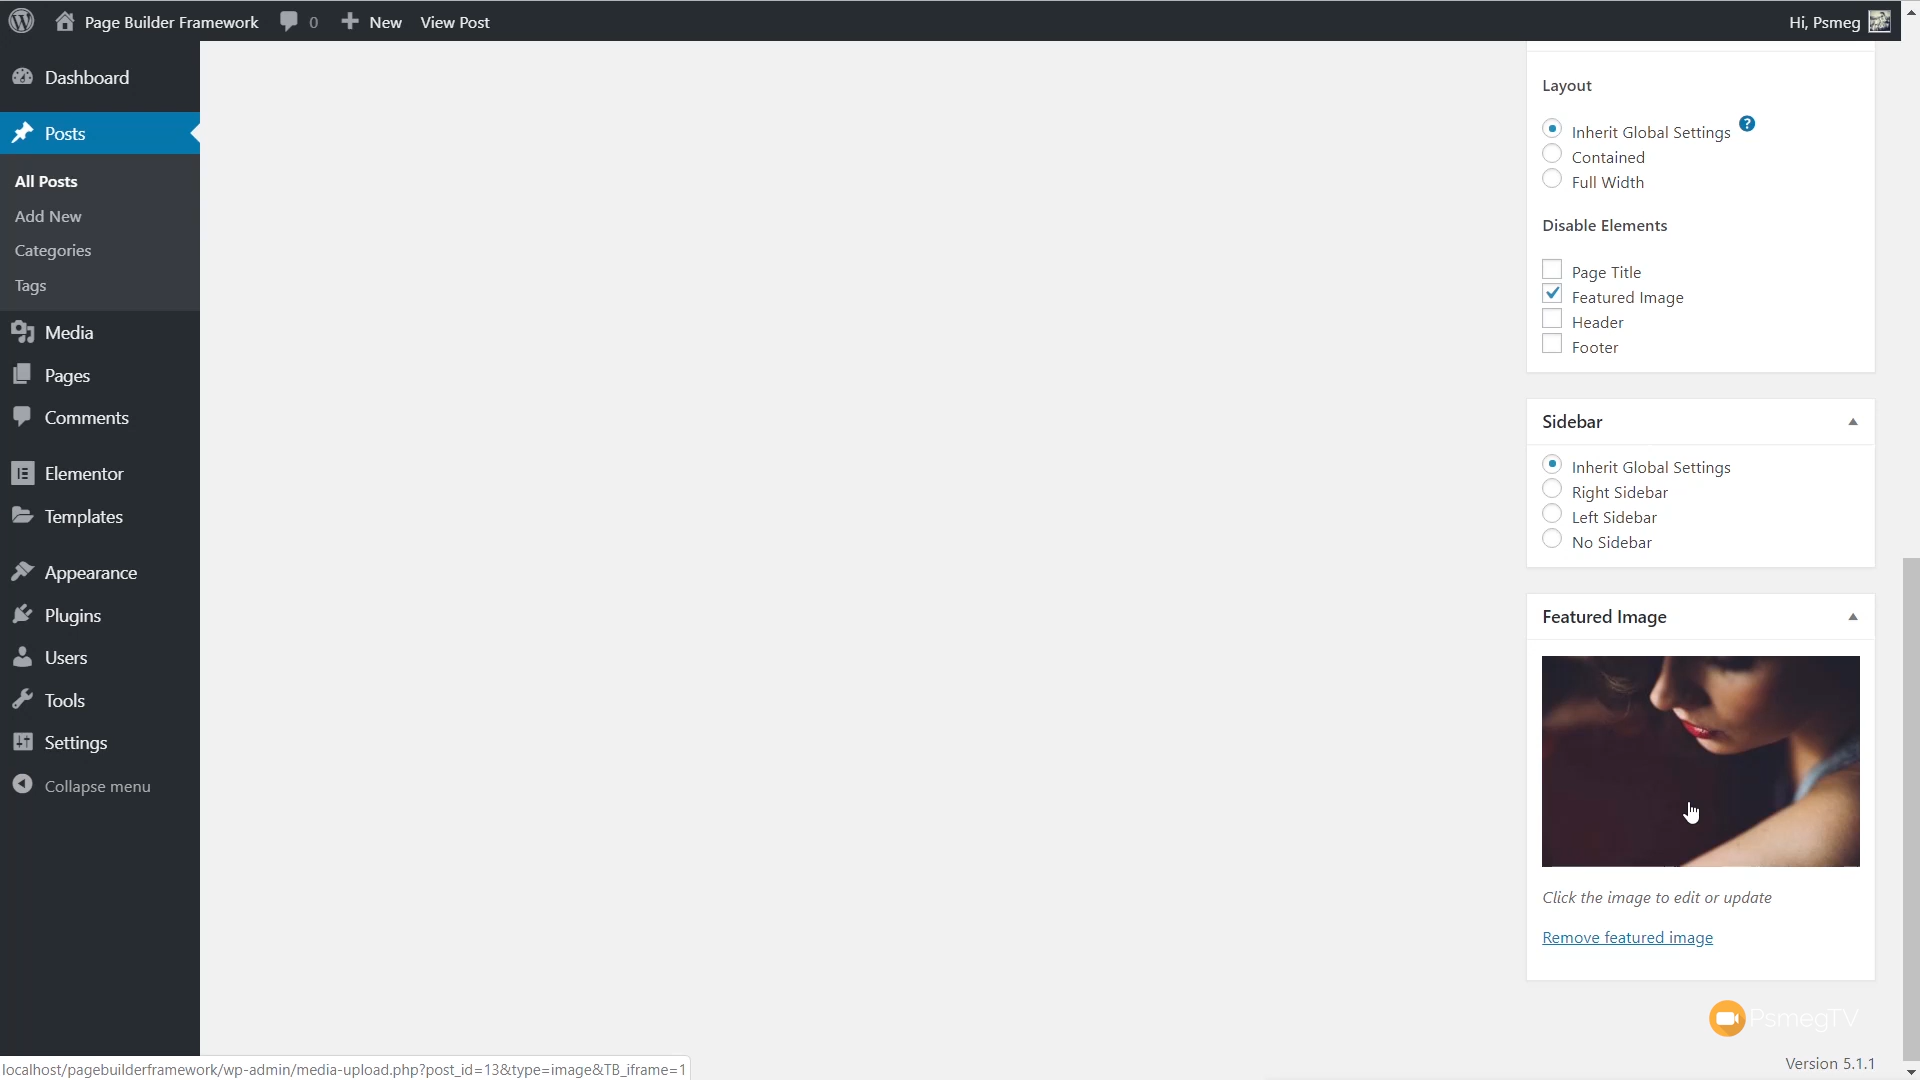 Page Builder Framework 0 New View Post Hi, Psmeg
Dashboard
Posts
All Posts
Add New
Categories
Tags
Media
Pages
Comments
Elementor
Templates
Appearance
Plugins
Users
Tools
Settings
Collapse menu
Layout
Inherit Global Settings ?
Contained
Full Width
Disable Elements
Page Title
Featured Image
Header
Footer
Sidebar
Inherit Global Settings
Right Sidebar
Left Sidebar
No Sidebar
Featured Image
Click the image to edit or update
Remove featured image
PsmegTV
Version 5.1.1
localhost/pagebuilderframework/wp-admin/media-upload.php?post_id=13&type=image&TB_iframe=1